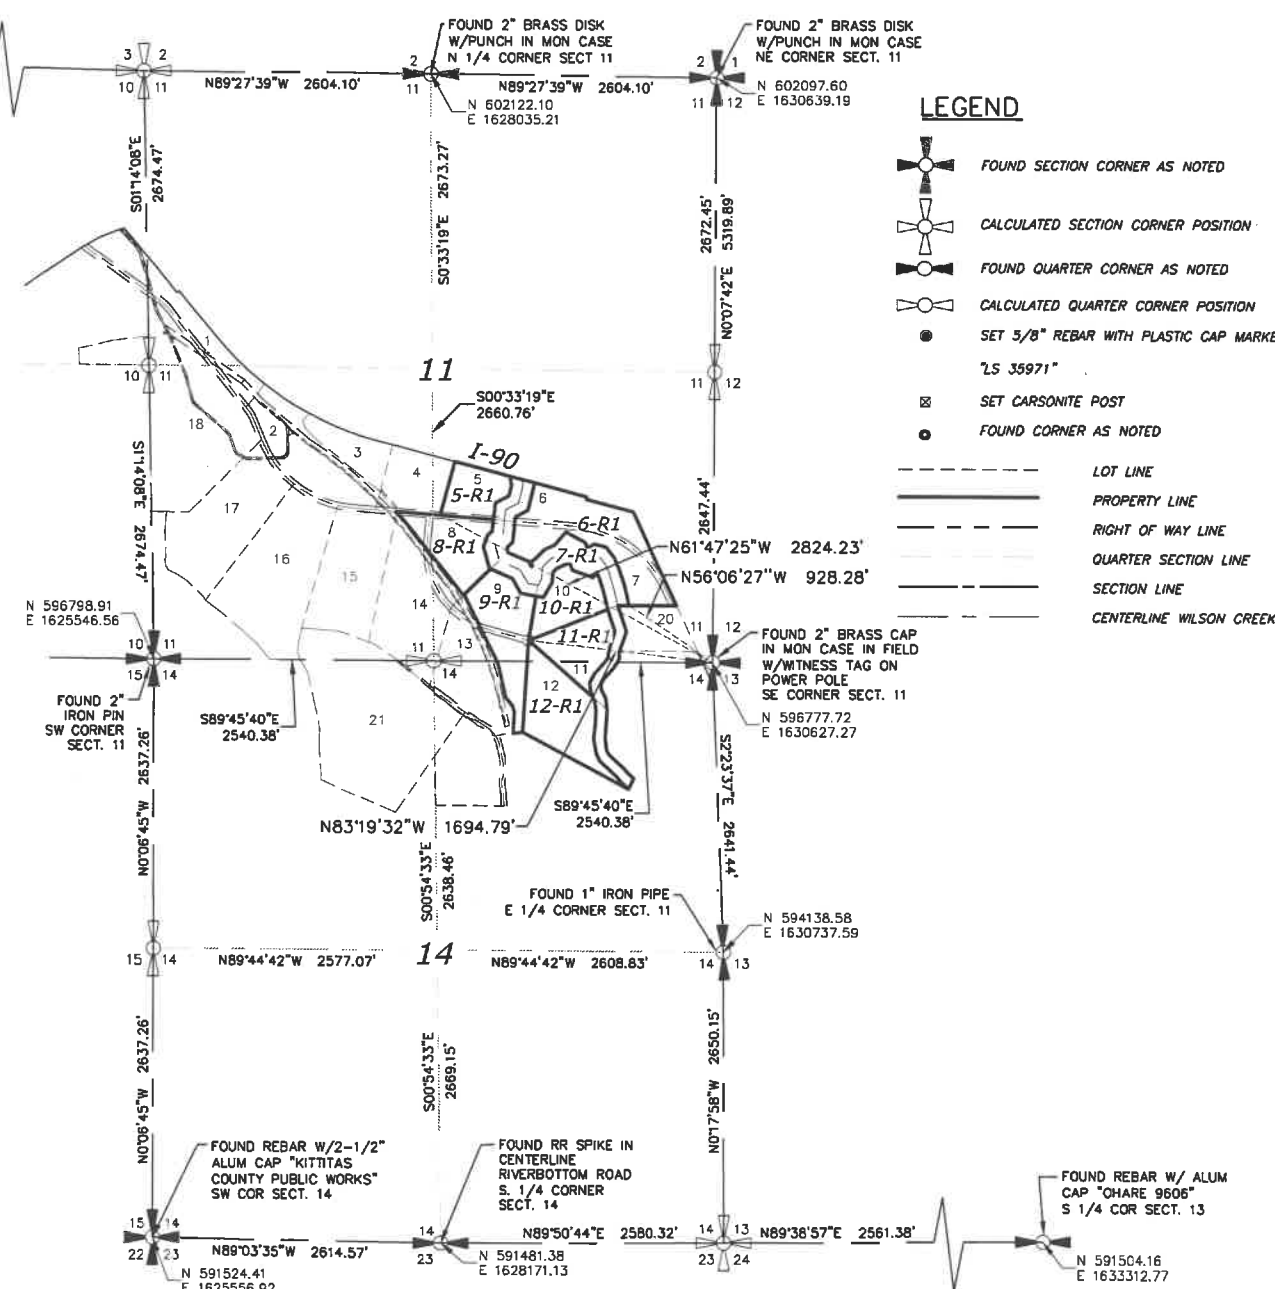 FOUND 2" BRASS DISK
W/PUNCH IN MON CASE
N 1/4 CORNER SECT 11
FOUND 2" BRASS DISK
W/PUNCH IN MON CASE
NE CORNER SECT. 11
3 2
10 11
N89°27'39"W 2604.10'
2
11
N89°27'39"W 2604.10'
2 1
11 12
N 602122.10
E 1628035.21
N 602097.60
E 1630639.19
LEGEND
FOUND SECTION CORNER AS NOTED
CALCULATED SECTION CORNER POSITION
FOUND QUARTER CORNER AS NOTED
CALCULATED QUARTER CORNER POSITION
SET 5/8" REBAR WITH PLASTIC CAP MARKE
"LS 35971"
SET CARSONITE POST
FOUND CORNER AS NOTED
LOT LINE
PROPERTY LINE
RIGHT OF WAY LINE
QUARTER SECTION LINE
SECTION LINE
CENTERLINE WILSON CREEK
S01°14'08"E
2674.47'
S0°33'19"E 2673.27'
2672.45'
5319.89'
N0°07'42"E
1
10 11
11
11 12
S00°33'19"E
2660.76'
18
2
3
4
I-90
5
5-R1
6
6-R1
S1°14'08"E 2674.47'
17
16
15
14
8
8-R1
7-R1
7
2647.44'
N61°47'25"W 2824.23'
N56°06'27"W 928.28'
9
9-R1
10
10-R1
20
11-R1
13
N 596798.91
E 1625546.56
10 11
15 14
11
14
11
11 12
14 13
FOUND 2" BRASS CAP
IN MON CASE IN FIELD
W/WITNESS TAG ON
POWER POLE
SE CORNER SECT. 11
FOUND 2"
IRON PIN
SW CORNER
SECT. 11
S89°45'40"E
2540.38'
21
12
12-R1
N 596777.72
E 1630627.27
N0°06'45"W 2637.26'
S2°23'37"E 2641.44'
N83°19'32"W 1694.79'
S89°45'40"E
2540.38'
S00°54'33"E
2638.46'
FOUND 1" IRON PIPE
E 1/4 CORNER SECT. 11
N 594138.58
E 1630737.59
15 14
N89°44'42"W 2577.07'
14
N89°44'42"W 2608.83'
14 13
N0°06'45"W 2637.26'
S00°54'33"E
2669.15'
N0°17'58"W 2650.15'
FOUND REBAR W/2-1/2"
ALUM CAP "KITTITAS
COUNTY PUBLIC WORKS"
SW COR SECT. 14
FOUND RR SPIKE IN
CENTERLINE
RIVERBOTTOM ROAD
S. 1/4 CORNER
SECT. 14
FOUND REBAR W/ ALUM
CAP "OHARE 9606"
S 1/4 COR SECT. 13
15 14
22 23
N89°03'35"W 2614.57'
14
23
N89°50'44"E 2580.32'
14 13
23 24
N89°38'57"E 2561.38'
N 591524.41
E 1625556.92
N 591481.38
E 1628171.13
N 591504.16
E 1633312.77